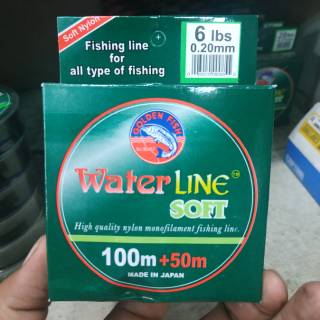 Soft Nylon
Fishing line
for
all type of fishing
6 lbs
0.20mm
GOLDEN FISH
Water LINE™
SOFT
High quality nylon monofilament fishing line.
100m+50m
MADE IN JAPAN